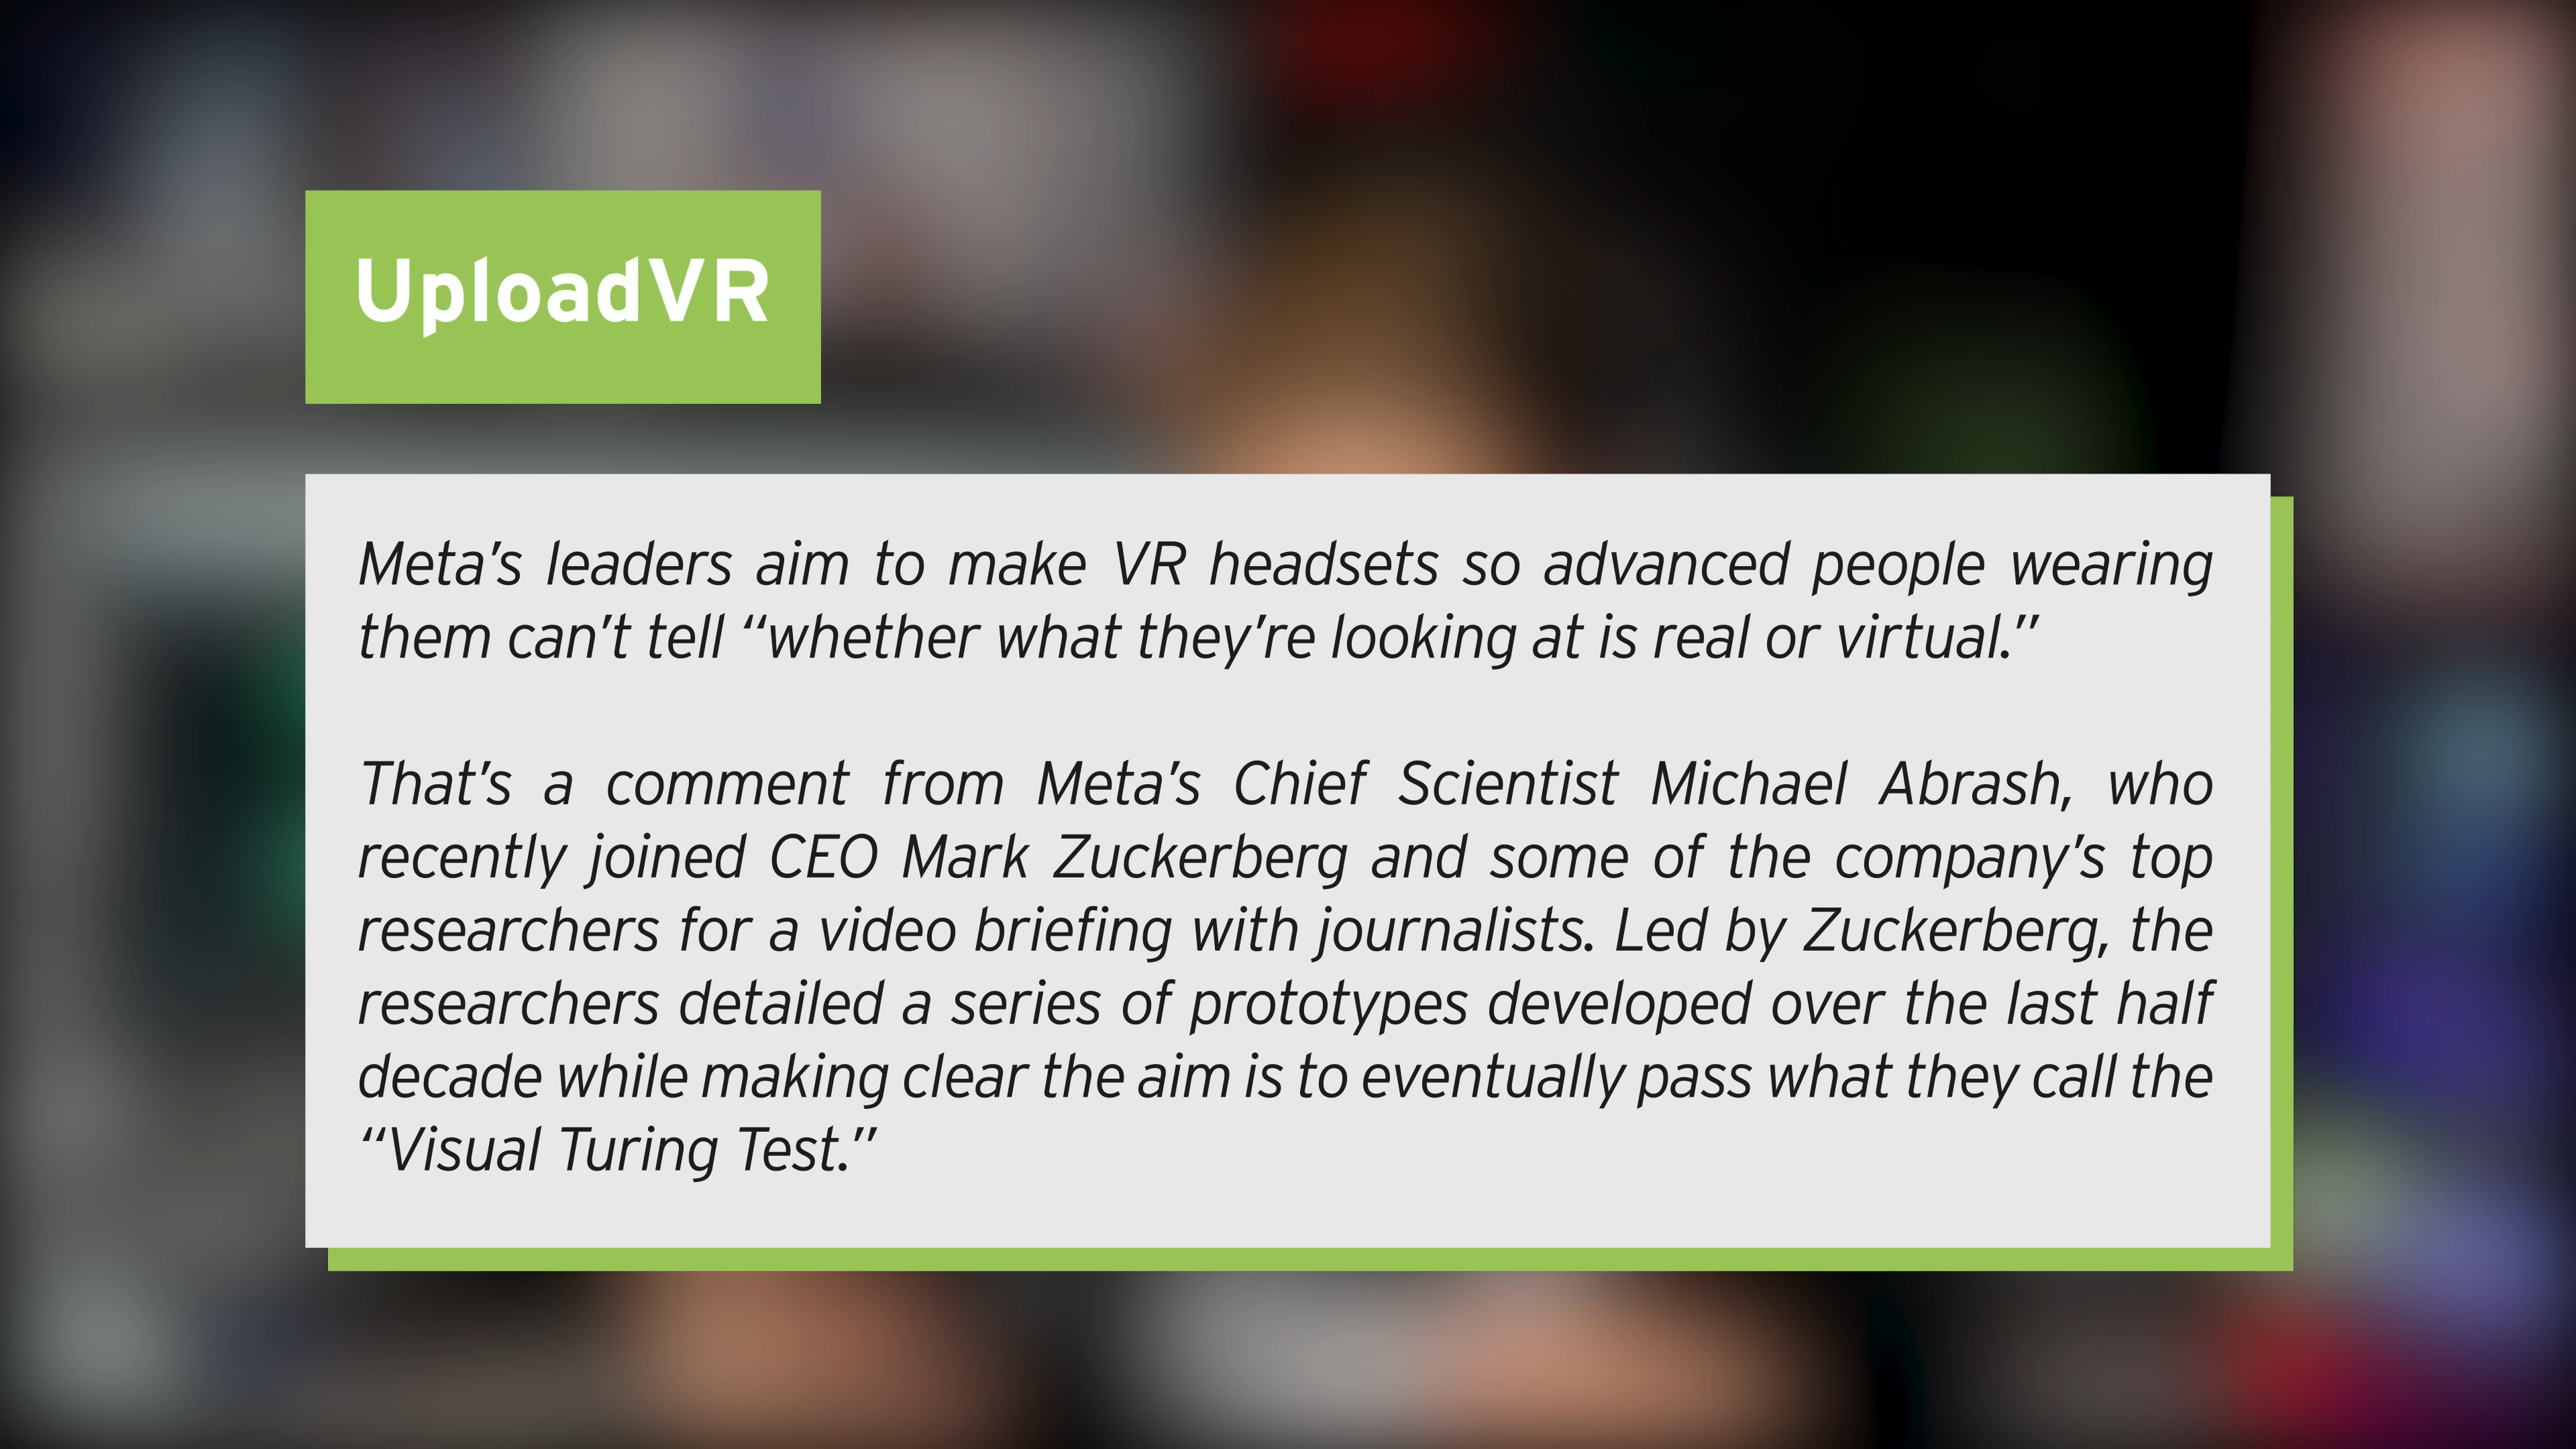 UploadVR
Meta’s leaders aim to make VR headsets so advanced people wearing
them can’t tell “whether what they’re looking at is real or virtual.”
That’s a comment from Meta’s Chief Scientist Michael Abrash, who
recently joined CEO Mark Zuckerberg and some of the company’s top
researchers for a video briefing with journalists. Led by Zuckerberg, the
researchers detailed a series of prototypes developed over the last half
decade while making clear the aim is to eventually pass what they call the
“Visual Turing Test.”